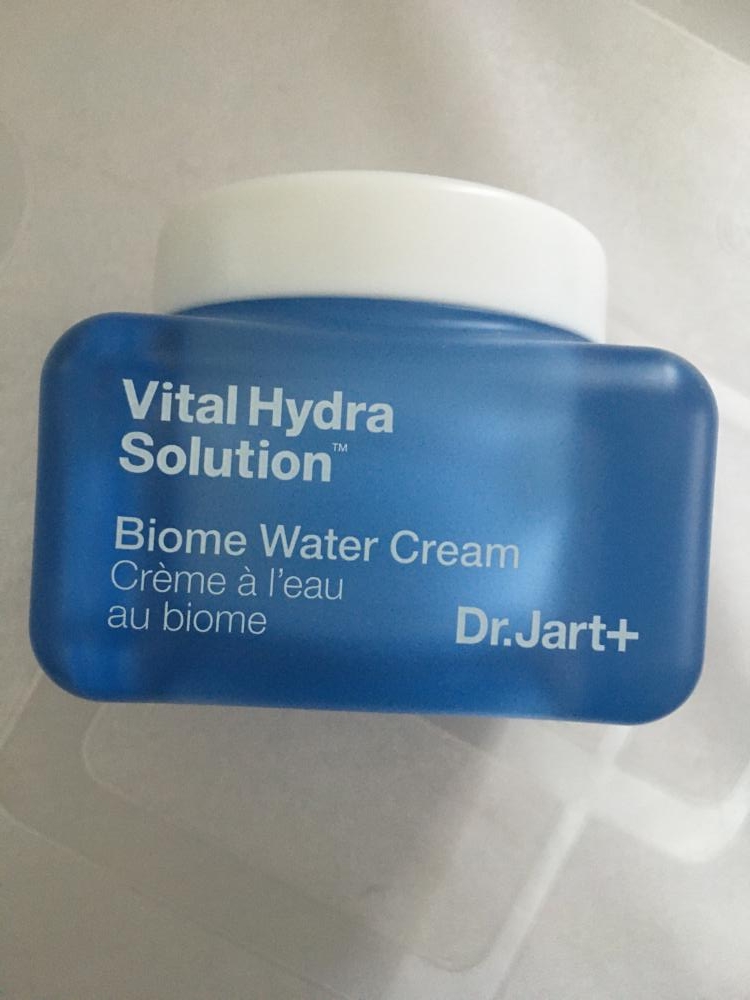 Vital Hydra
Solution™
Biome Water Cream
Crème à l'eau
au biome
Dr.Jart+